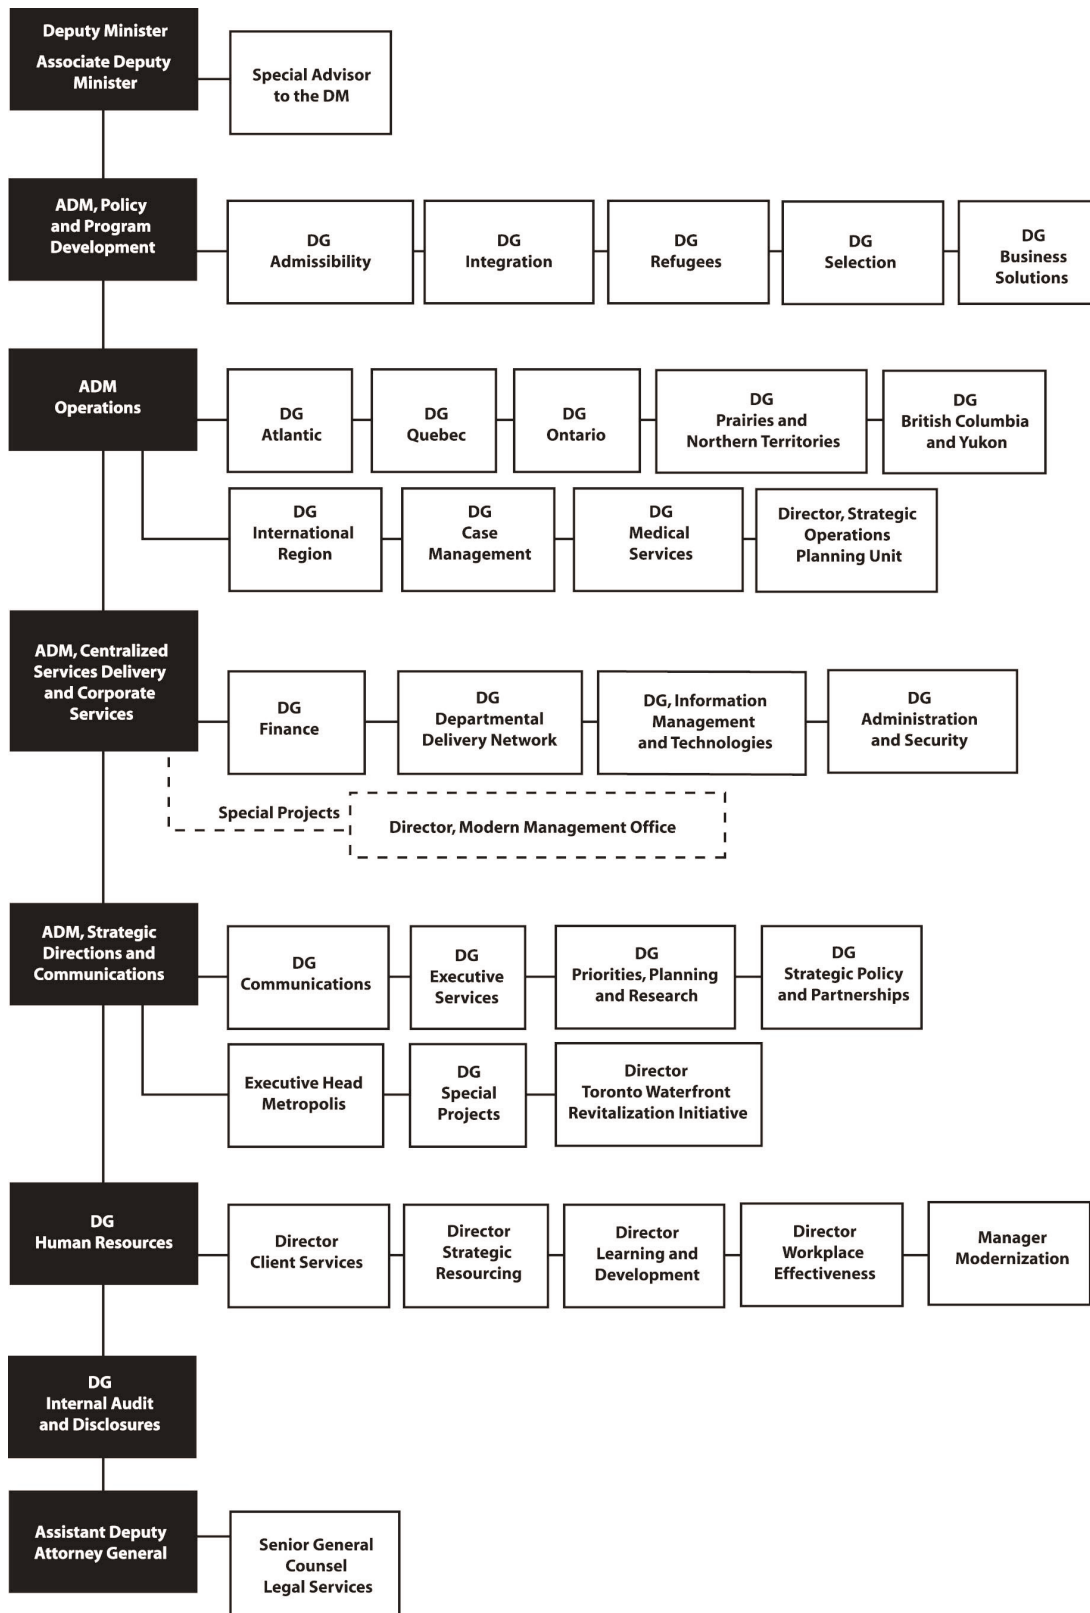 Deputy Minister
Associate Deputy
Minister
Special Advisor
to the DM
ADM, Policy
and Program
Development
DG
Admissibility
DG
Integration
DG
Refugees
DG
Selection
DG
Business
Solutions
ADM
Operations
DG
Atlantic
DG
Quebec
DG
Ontario
DG
Prairies and
Northern Territories
DG
British Columbia
and Yukon
DG
International
Region
DG
Case
Management
DG
Medical
Services
Director, Strategic
Operations
Planning Unit
ADM, Centralized
Services Delivery
and Corporate
Services
DG
Finance
DG
Departmental
Delivery Network
DG, Information
Management
and Technologies
DG
Administration
and Security
Special Projects
Director, Modern Management Office
ADM, Strategic
Directions and
Communications
DG
Communications
DG
Executive
Services
DG
Priorities, Planning
and Research
DG
Strategic Policy
and Partnerships
Executive Head
Metropolis
DG
Special
Projects
Director
Toronto Waterfront
Revitalization Initiative
DG
Human Resources
Director
Client Services
Director
Strategic
Resourcing
Director
Learning and
Development
Director
Workplace
Effectiveness
Manager
Modernization
DG
Internal Audit
and Disclosures
Assistant Deputy
Attorney General
Senior General
Counsel
Legal Services